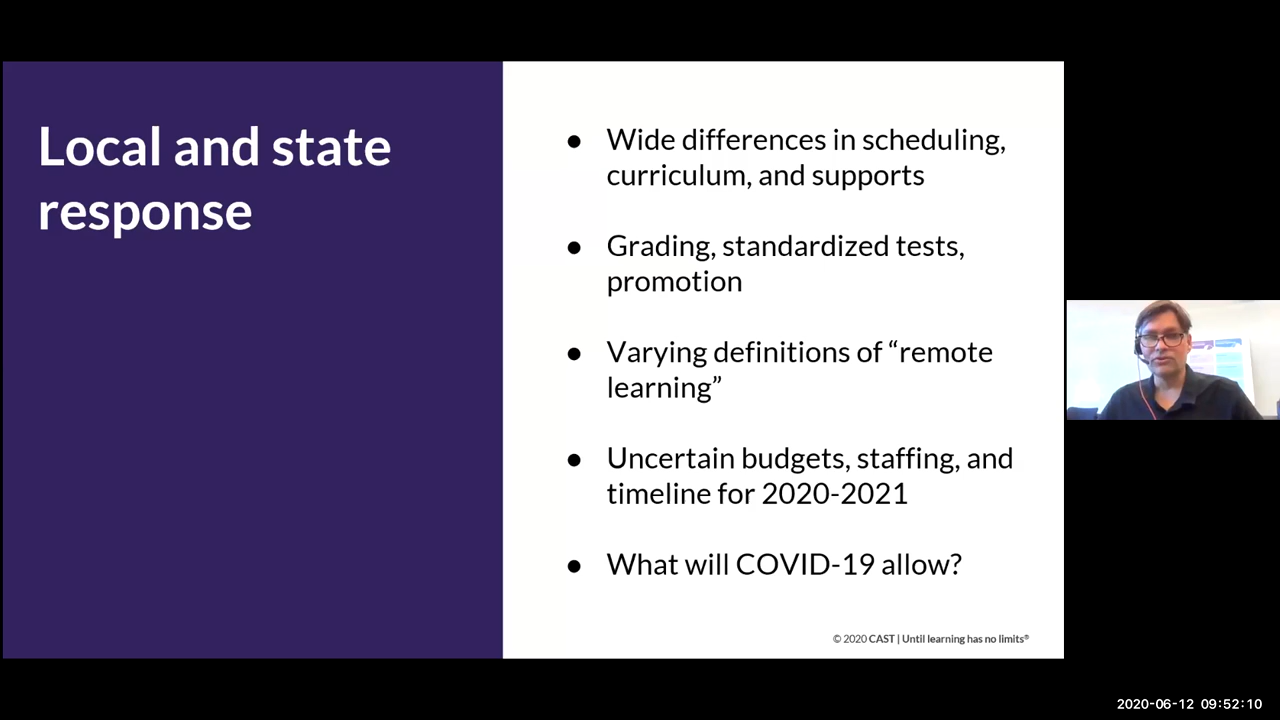 Local and state
response
● Wide differences in scheduling,
curriculum, and supports
● Grading, standardized tests,
promotion
● Varying definitions of “remote
learning”
● Uncertain budgets, staffing, and
timeline for 2020-2021
● What will COVID-19 allow?
© 2020 CAST | Until learning has no limits®
2020-06-12 09:52:10